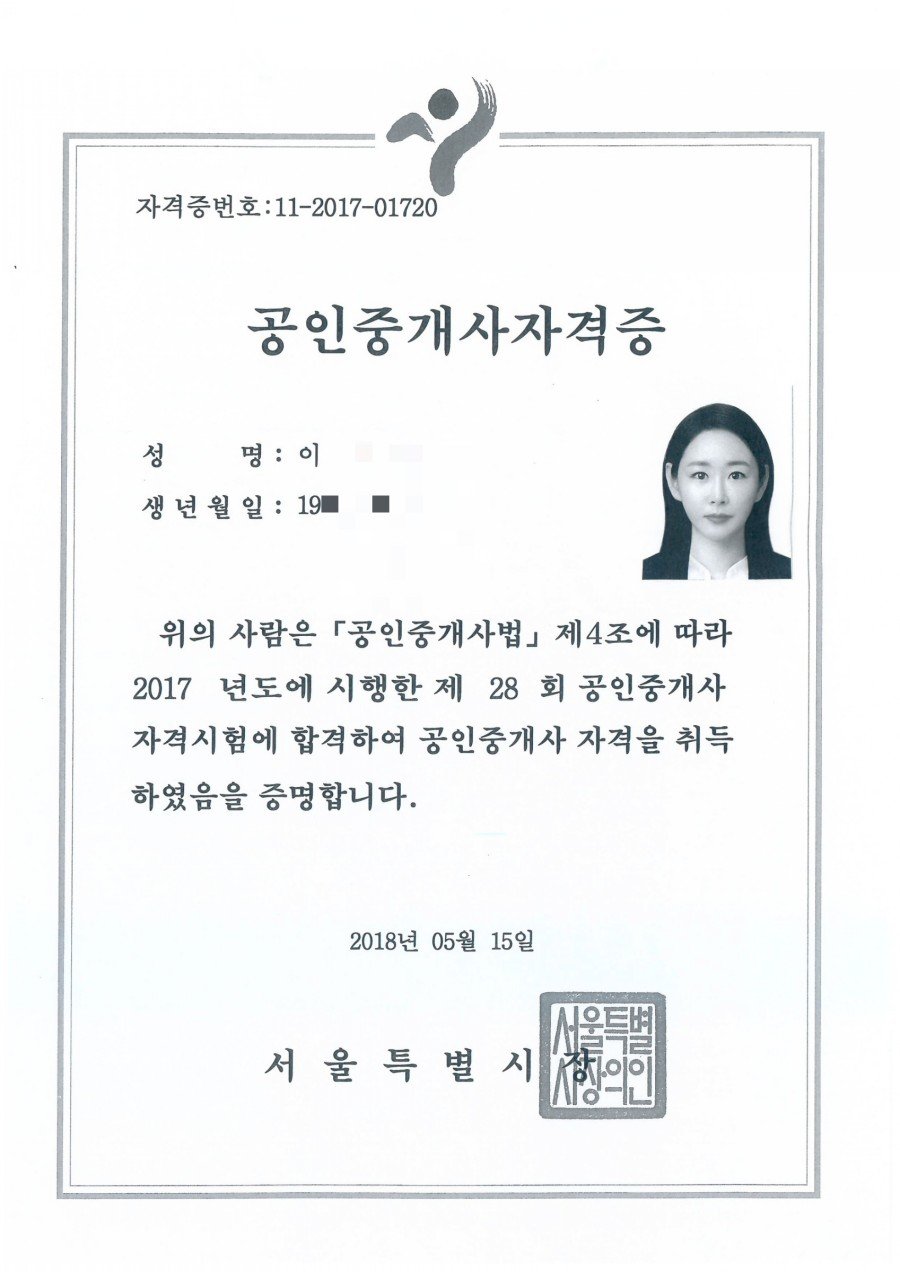 자격증번호:11-2017-01720
공인중개사자격증
성 명 : 이
생년월일 : 19
위의 사람은 「공인중개사법」 제4조에 따라
2017 년도에 시행한 제 28 회 공인중개사
자격시험에 합격하여 공인중개사 자격을 취득
하였음을 증명합니다.
2018년 05월 15일
서울특별시장
서울특별
시장의인